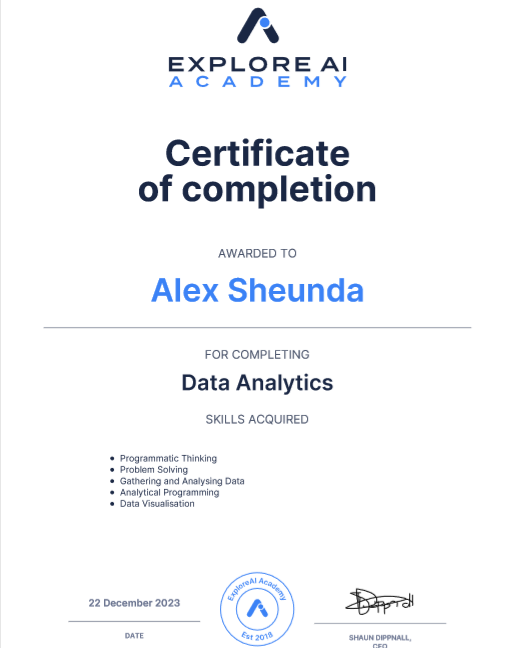 EXPLORE AI
ACADEMY
Certificate
of completion
AWARDED TO
Alex Sheunda
FOR COMPLETING
Data Analytics
SKILLS ACQUIRED
• Programmatic Thinking
• Problem Solving
• Gathering and Analysing Data
• Analytical Programming
• Data Visualisation
22 December 2023
DATE
ExploreAI Academy
Est 2018
SHAUN DIPPNALL,
CEO